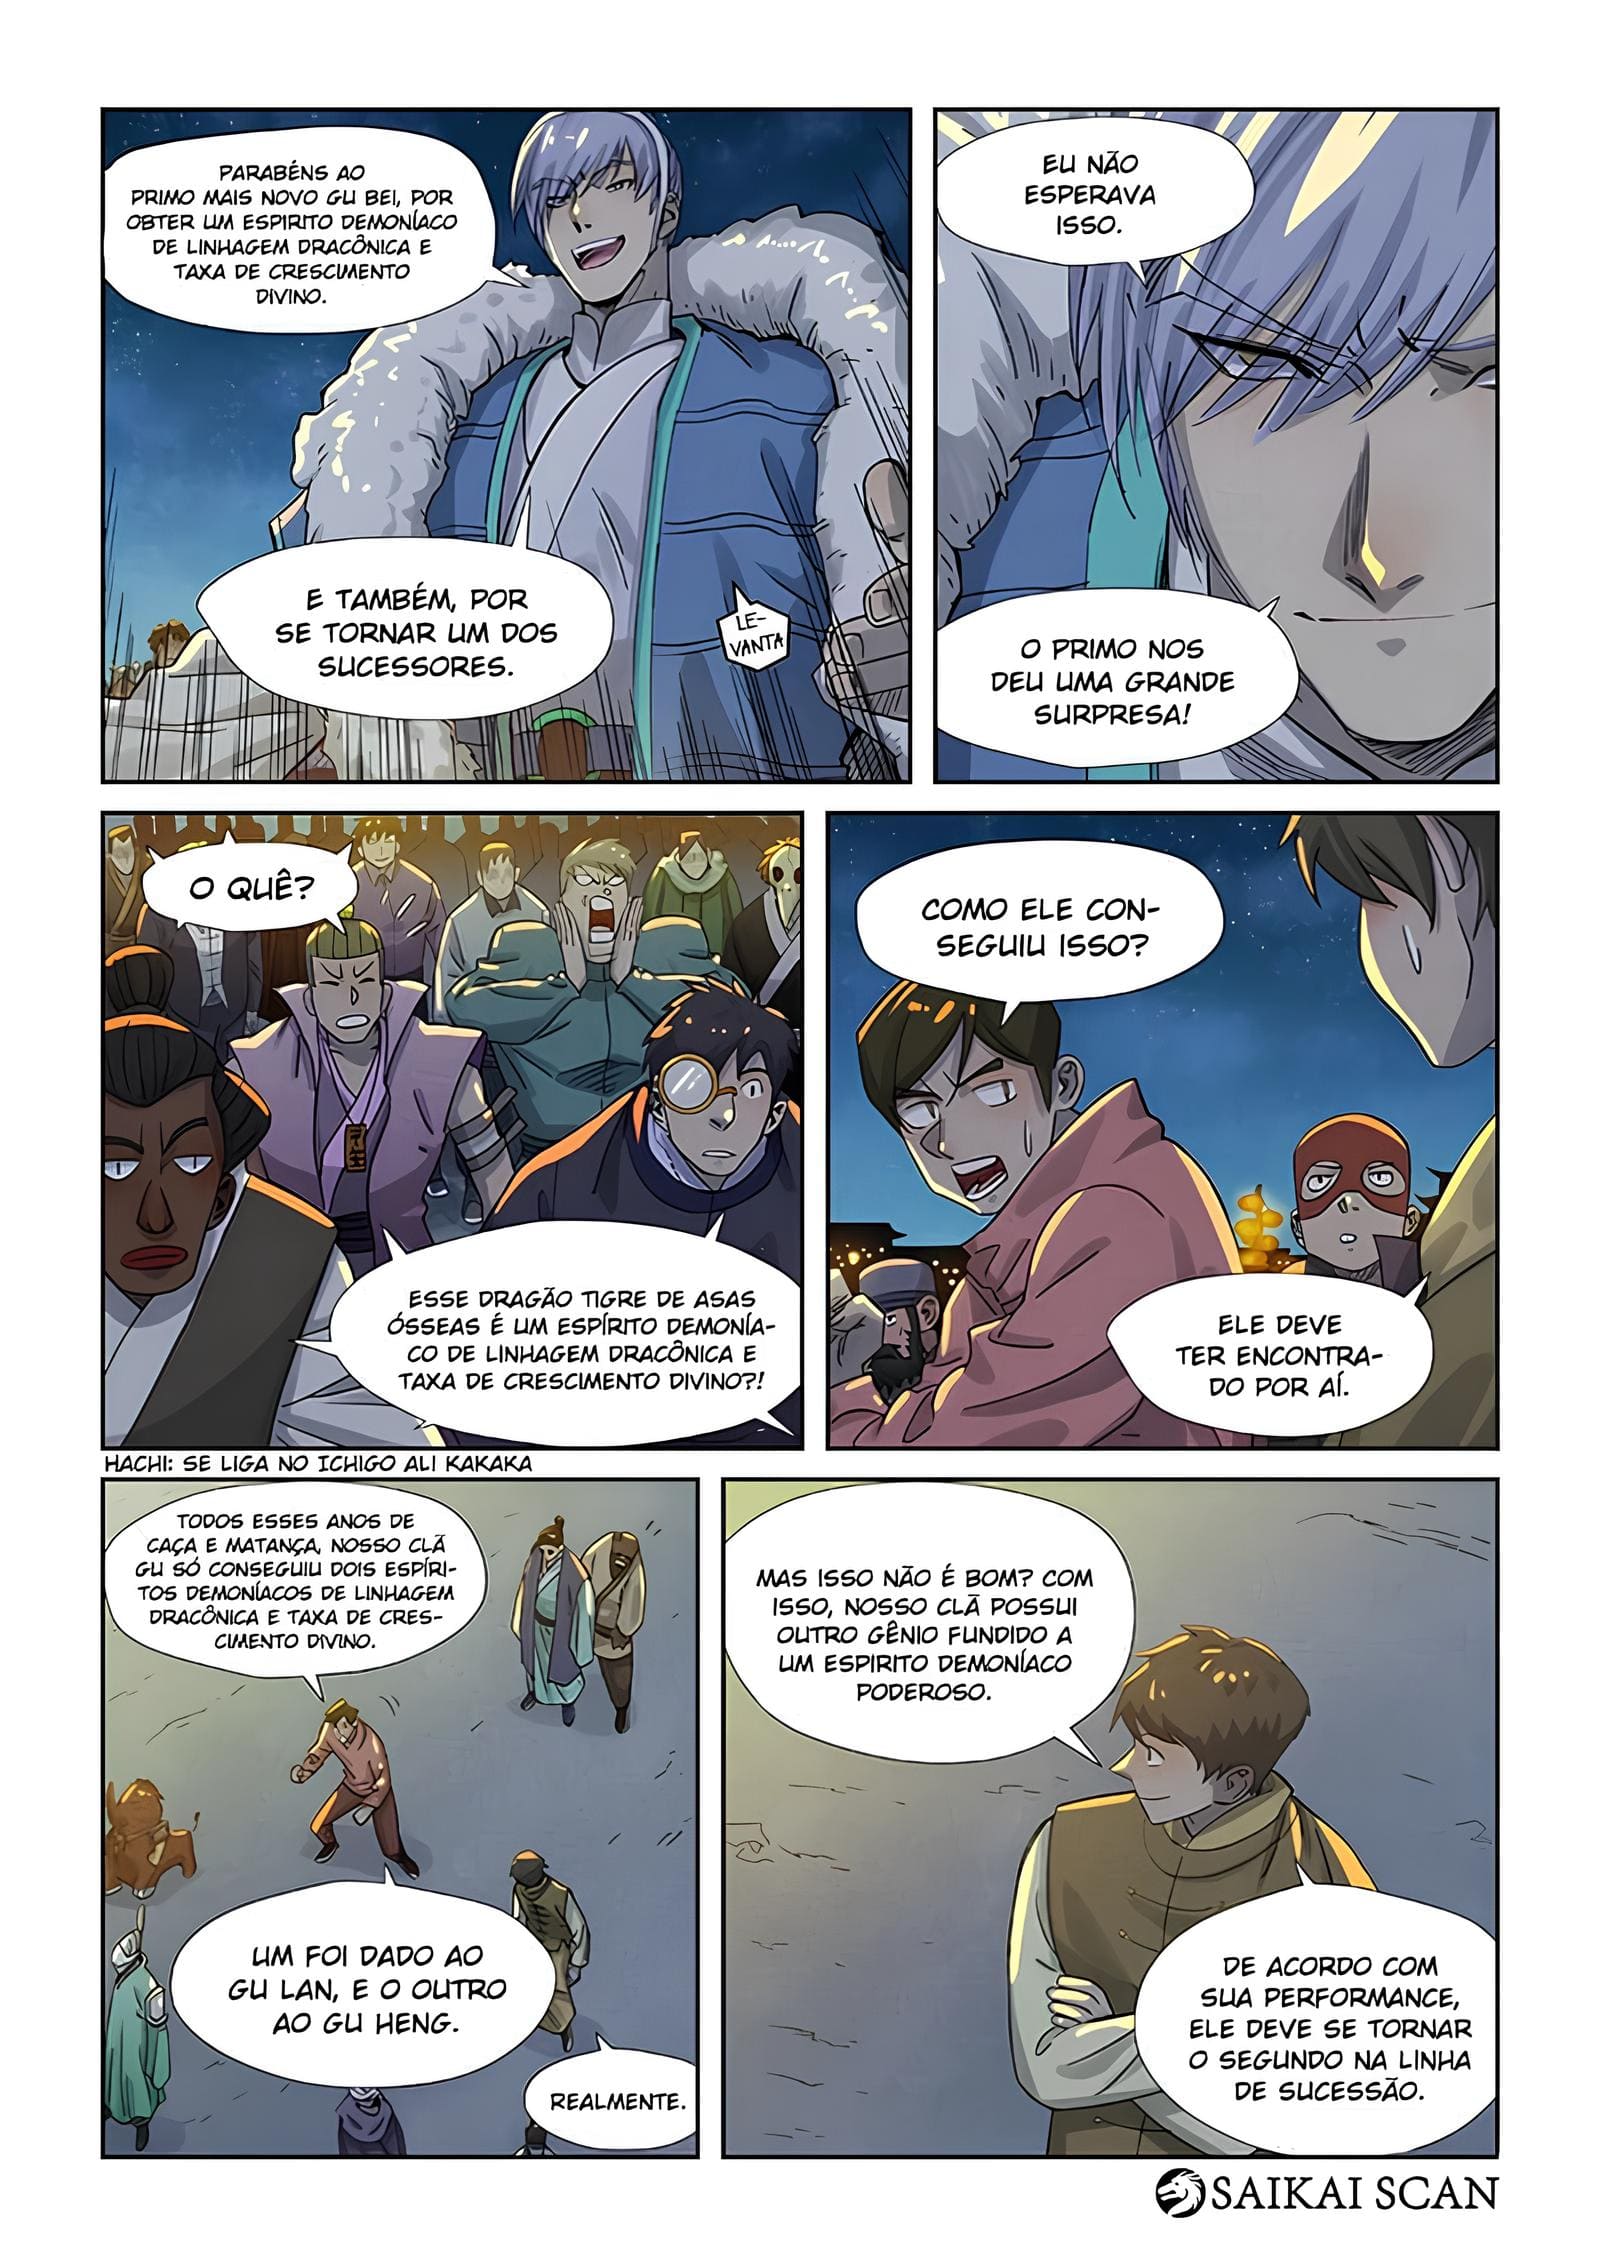 PARABÉNS AO
PRIMO MAIS NOVO GU BEI, POR
OBTER UM ESPIRITO DEMONÍACO
DE LINHAGEM DRACÔNICA E
TAXA DE CRESCIMENTO
DIVINO.
E TAMBÉM, POR
SE TORNAR UM DOS
SUCESSORES.
LE-
VANTA
EU NÃO
ESPERAVA
ISSO.
O PRIMO NOS
DEU UMA GRANDE
SURPRESA!
O QUÊ?
ESSE DRAGÃO TIGRE DE ASAS
ÓSSEAS É UM ESPÍRITO DEMONÍA-
CO DE LINHAGEM DRACÔNICA E
TAXA DE CRESCIMENTO DIVINO?!
COMO ELE CON-
SEGUIU ISSO?
ELE DEVE
TER ENCONTRA-
DO POR AÍ.
HACHI: SE LIGA NO ICHIGO ALI KAKAKA
TODOS ESSES ANOS DE
CAÇA E MATANÇA, NOSSO CLÃ
GU SÓ CONSEGUIU DOIS ESPÍRI-
TOS DEMONÍACOS DE LINHAGEM
DRACÔNICA E TAXA DE CRES-
CIMENTO DIVINO.
UM FOI DADO AO
GU LAN, E O OUTRO
AO GU HENG.
REALMENTE.
MAS ISSO NÃO É BOM? COM
ISSO, NOSSO CLÃ POSSUI
OUTRO GÊNIO FUNDIDO A
UM ESPIRITO DEMONÍACO
PODEROSO.
DE ACORDO COM
SUA PERFORMANCE,
ELE DEVE SE TORNAR
O SEGUNDO NA LINHA
DE SUCESSÃO.
SAIKAI SCAN